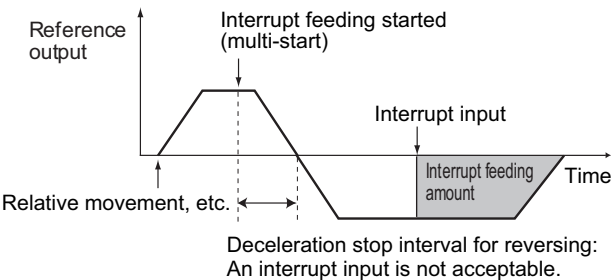 Interrupt feeding started
(multi-start)
Reference
output
Interrupt input
Interrupt feeding
amount
Time
Relative movement, etc.
Deceleration stop interval for reversing:
An interrupt input is not acceptable.